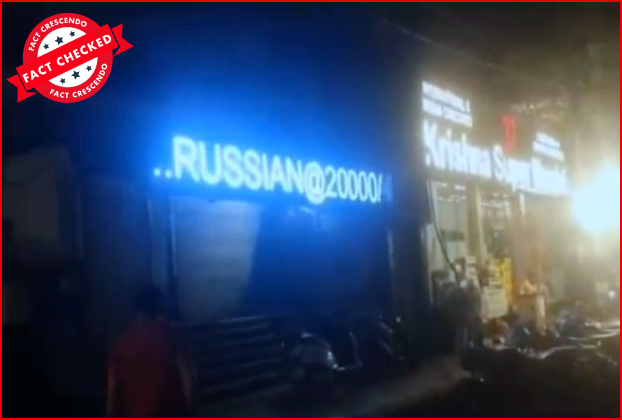 FACT CRESCENDO
FACT CHECKED
FACT CRESCENDO
..RUSSIAN@20000/
Krishna Super